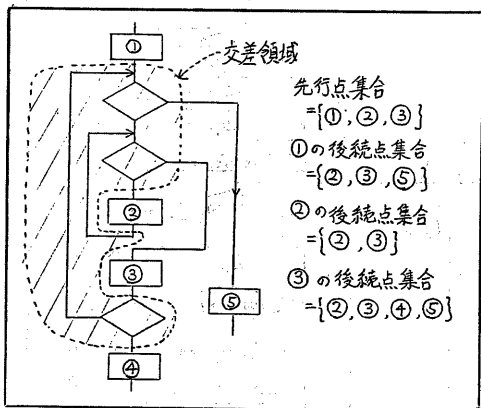 ①
交差領域
②
③
④
⑤
先行点集合
={①,②,③}
①の後続点集合
={②,③,⑤}
②の後続点集合
={②,③}
③の後続点集合
={②,③,④,⑤}